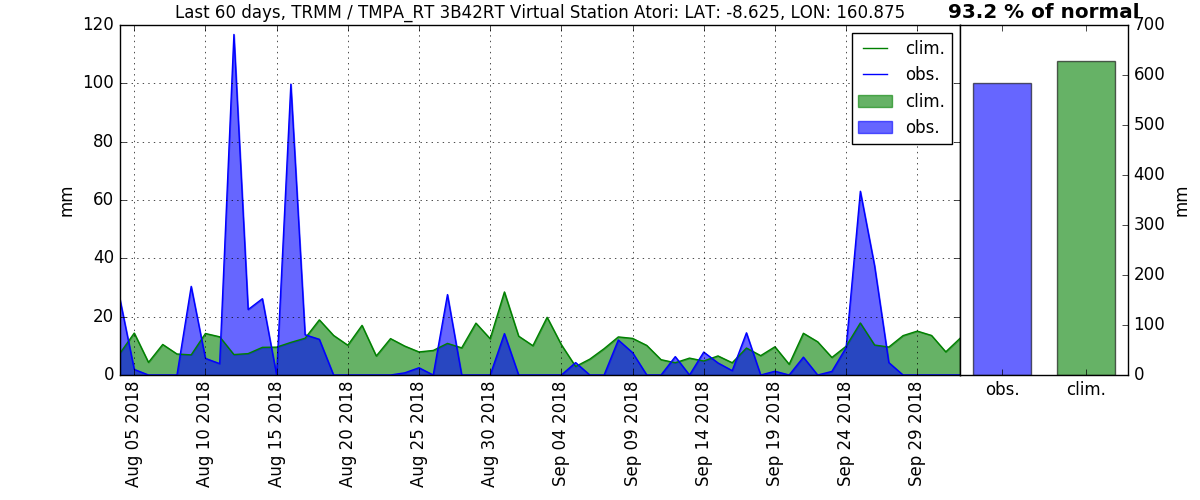 Last 60 days, TRMM / TMPA_RT 3B42RT Virtual Station Atori: LAT: -8.625, LON: 160.875
93.2 % of normal
120
100
80
60
40
20
0
mm
clim.
obs.
clim.
obs.
Aug 05 2018
Aug 10 2018
Aug 15 2018
Aug 20 2018
Aug 25 2018
Aug 30 2018
Sep 04 2018
Sep 09 2018
Sep 14 2018
Sep 19 2018
Sep 24 2018
Sep 29 2018
obs.
clim.
700
600
500
400
300
200
100
0
mm